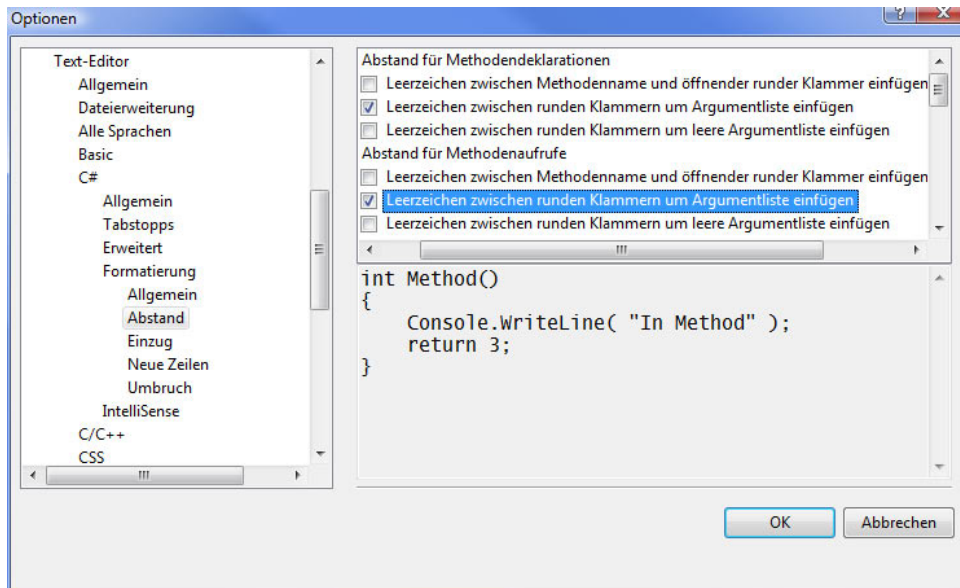 Optionen
Text-Editor
Allgemein
Dateierweiterung
Alle Sprachen
Basic
C#
Allgemein
Tabstopps
Erweitert
Formatierung
Allgemein
Abstand
Einzug
Neue Zeilen
Umbruch
IntelliSense
C/C++
CSS
Abstand für Methodendeklarationen
Leerzeichen zwischen Methodenname und öffnender runder Klammer einfügen
Leerzeichen zwischen runden Klammern um Argumentliste einfügen
Leerzeichen zwischen runden Klammern um leere Argumentliste einfügen
Abstand für Methodenaufrufe
Leerzeichen zwischen Methodenname und öffnender runder Klammer einfügen
Leerzeichen zwischen runden Klammern um Argumentliste einfügen
Leerzeichen zwischen runden Klammern um leere Argumentliste einfügen
int Method()
{
    Console.WriteLine( "In Method" );
    return 3;
}
OK
Abbrechen